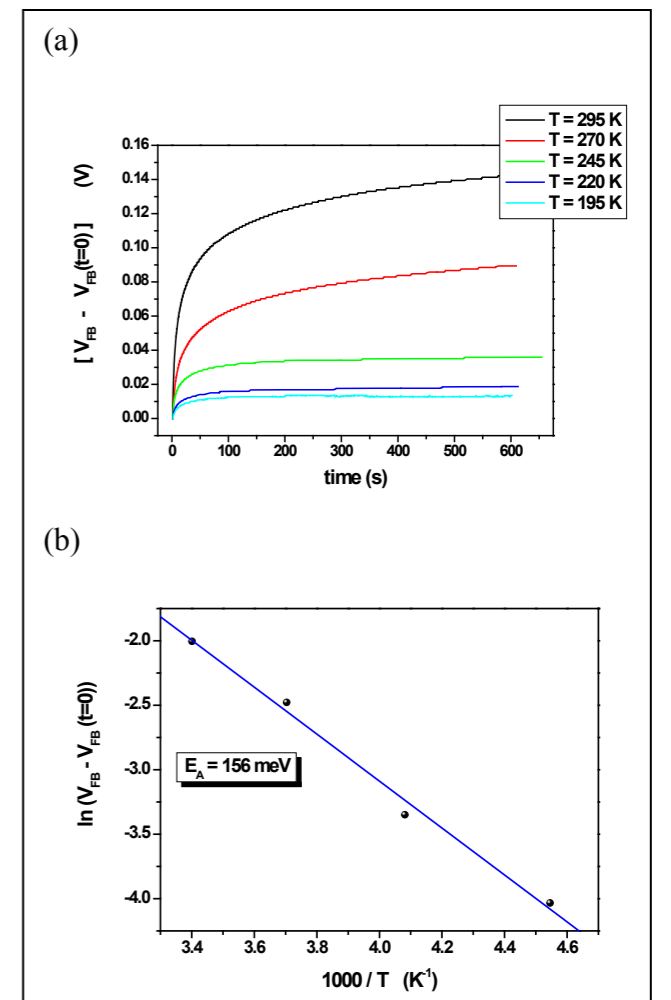 (a)
T = 295 K
T = 270 K
T = 245 K
T = 220 K
T = 195 K
0.16
0.14
0.12
0.10
0.08
0.06
0.04
0.02
0.00
[ V_FB - V_FB(t=0) ] (V)
0 100 200 300 400 500 600
time (s)
(b)
-2.0
-2.5
-3.0
-3.5
-4.0
ln (V_FB - V_FB (t=0))
E_A = 156 meV
3.4 3.6 3.8 4.0 4.2 4.4 4.6
1000 / T (K⁻¹)